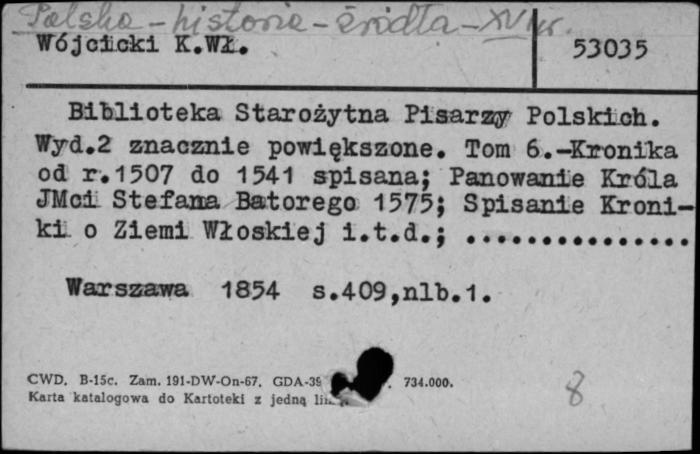 Polska - historia - źródła - XVI w.
Wójcicki K.Wł. 53035
Biblioteka Starożytna Pisarzy Polskich.
Wyd.2 znacznie powiększone. Tom 6.-Kronika
od r.1507 do 1541 spisana; Panowanie Króla
JMci Stefana Batorego 1575; Spisanie Kroni-
ki o Ziemi Włoskiej i.t.d.; ................
Warszawa 1854 s.409,nlb.1.
CWD. B-15c. Zam. 191-DW-On-67. GDA-39 734.000.
Karta katalogowa do Kartoteki z jedną
8